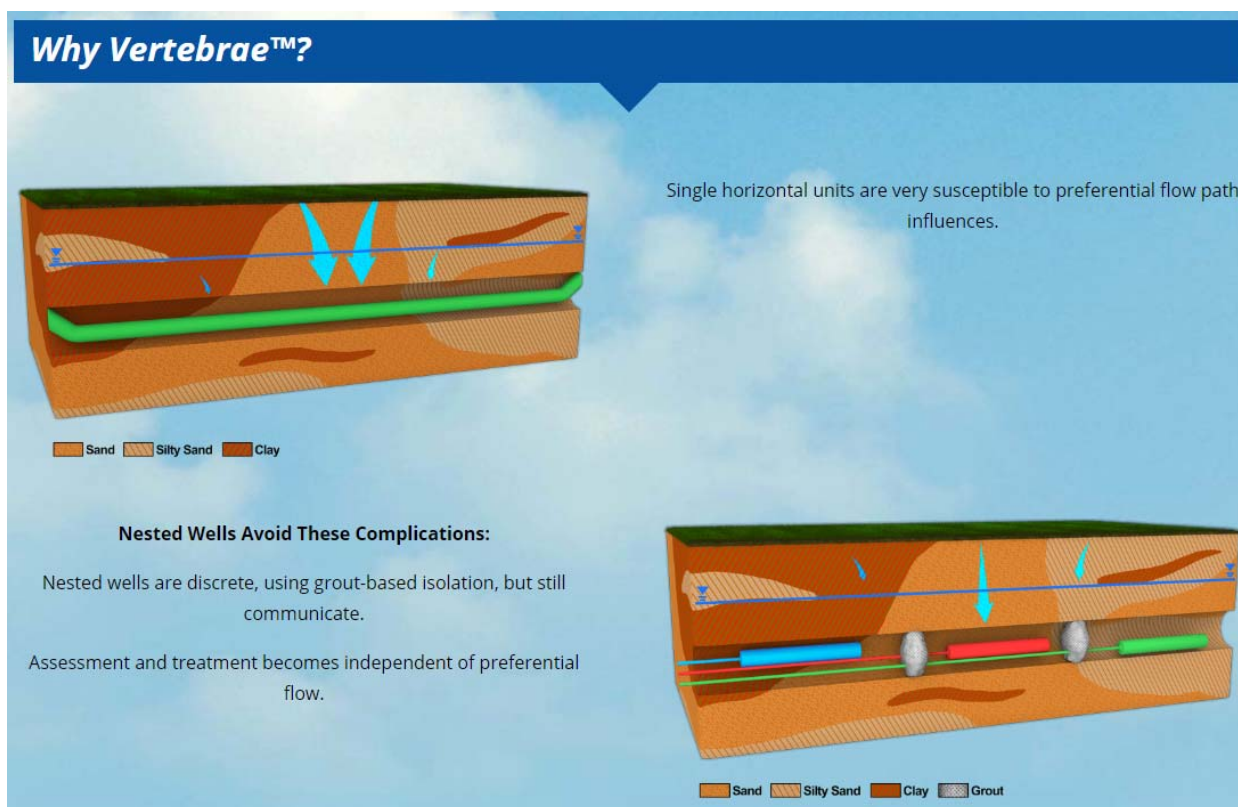 Why Vertebrae™?
Single horizontal units are very susceptible to preferential flow path
influences.
Sand Silty Sand Clay
Nested Wells Avoid These Complications:
Nested wells are discrete, using grout-based isolation, but still
communicate.
Assessment and treatment becomes independent of preferential
flow.
Sand Silty Sand Clay Grout